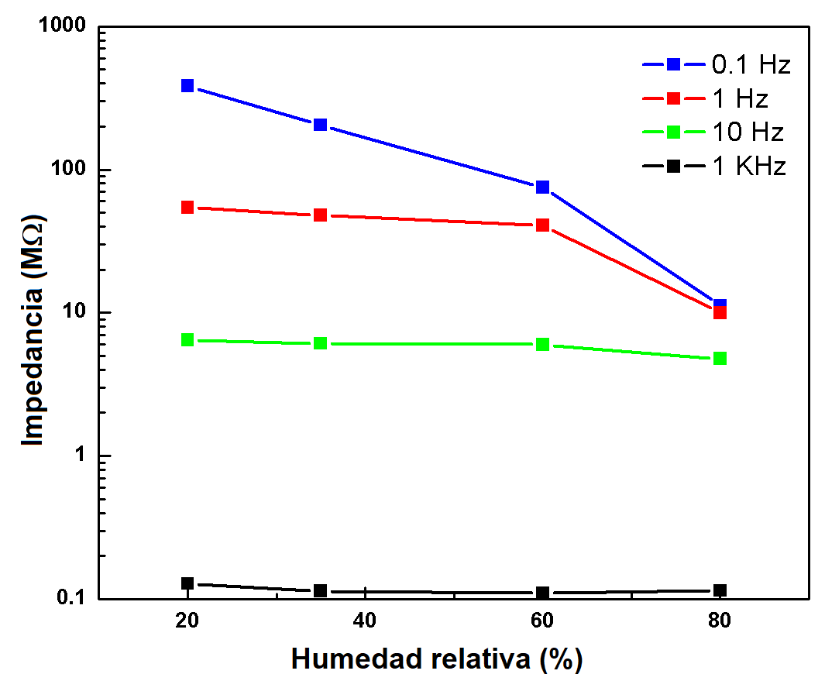 1000
100
10
1
0.1
Impedancia (MΩ)
0.1 Hz
1 Hz
10 Hz
1 KHz
20 40 60 80
Humedad relativa (%)